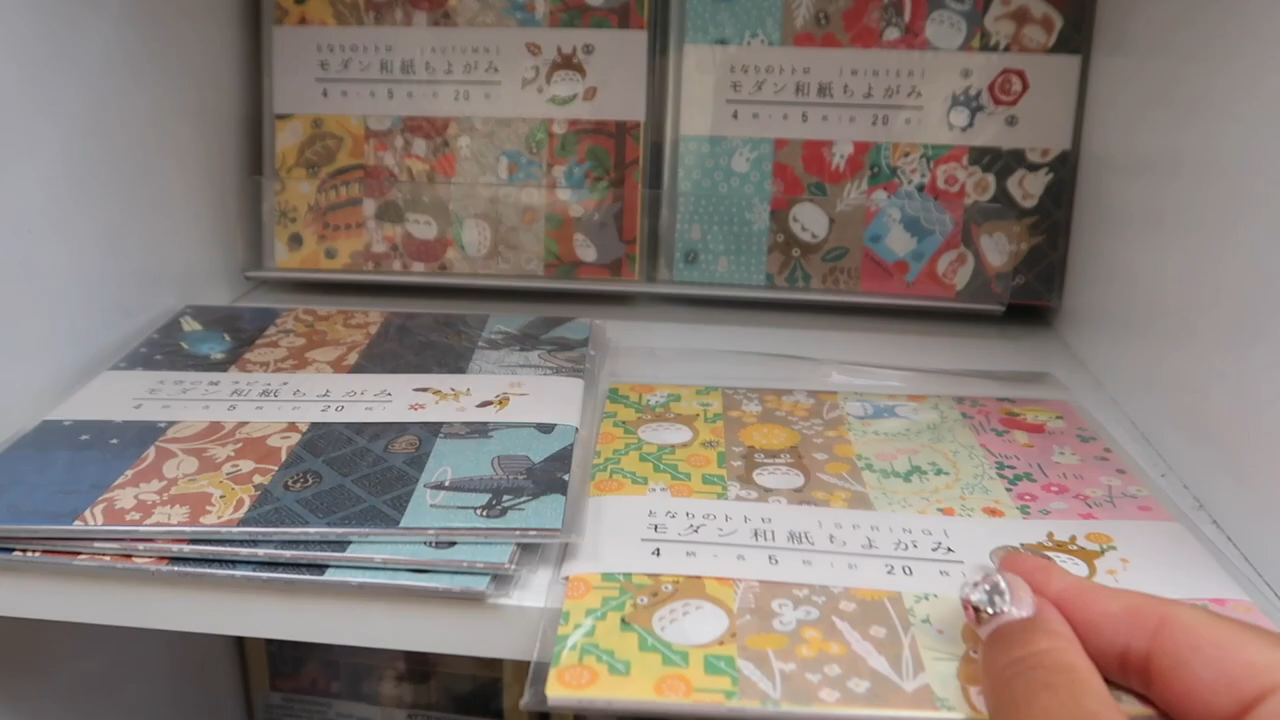 となりのトトロ |AUTUMN|
モダン和紙ちよがみ
4柄・各5枚(計20枚)
となりのトトロ |WINTER|
モダン和紙ちよがみ
4柄・各5枚(計20枚)
天空の城ラピュタ
モダン和紙ちよがみ
4柄・各5枚(計20枚)
となりのトトロ |SPRING|
モダン和紙ちよがみ
4柄・各5枚(計20枚)